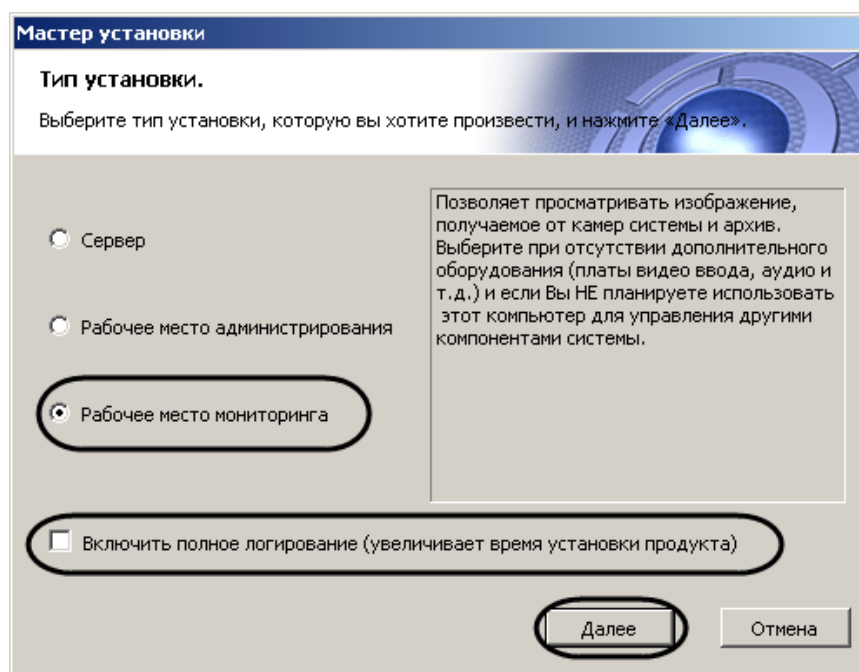 Мастер установки
Тип установки.
Выберите тип установки, которую вы хотите произвести, и нажмите «Далее».
Сервер
Рабочее место администрирования
Рабочее место мониторинга
Позволяет просматривать изображение,
получаемое от камер системы и архив.
Выберите при отсутствии дополнительного
оборудования (платы видео ввода, аудио и
т.д.) и если Вы НЕ планируете использовать
этот компьютер для управления другими
компонентами системы.
Включить полное логирование (увеличивает время установки продукта)
Далее
Отмена